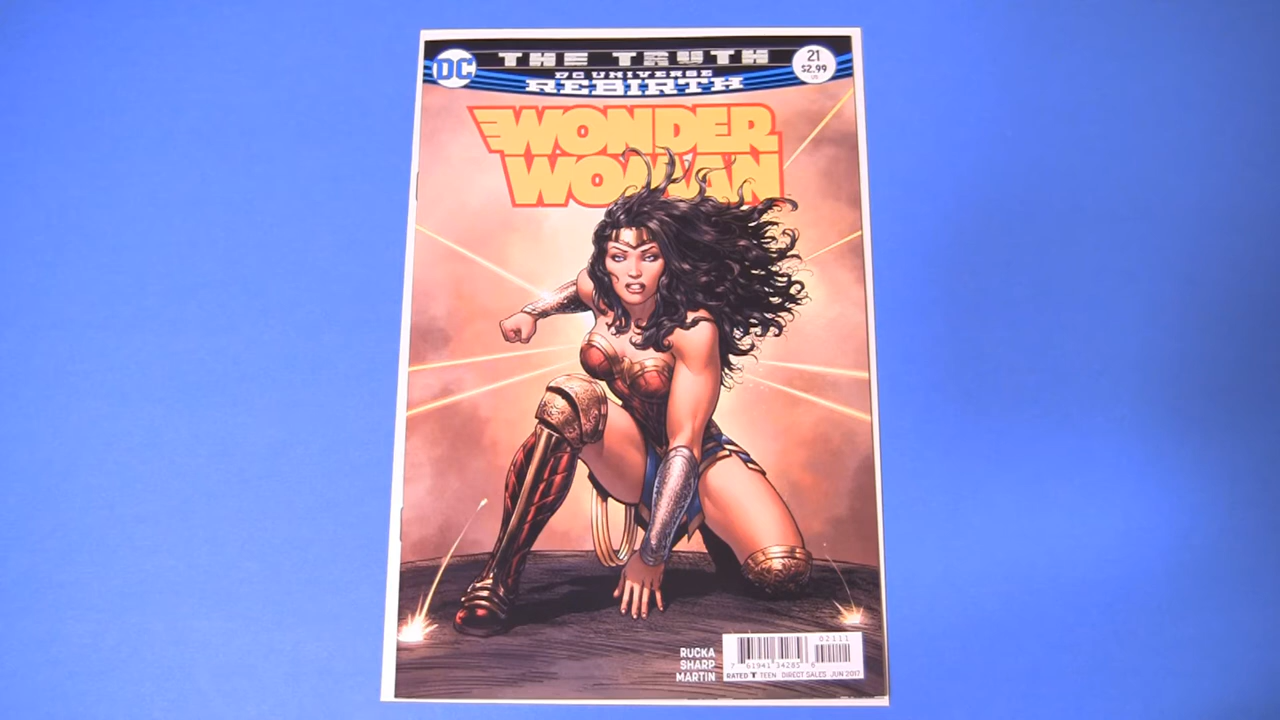 THE TRUTH
DC
DC UNIVERSE
REBIRTH
21
$2.99
US
WONDER
WOMAN
RUCKA
SHARP
MARTIN
02111
7 61941 34285 6
RATED T TEEN DIRECT SALES JUN 2017